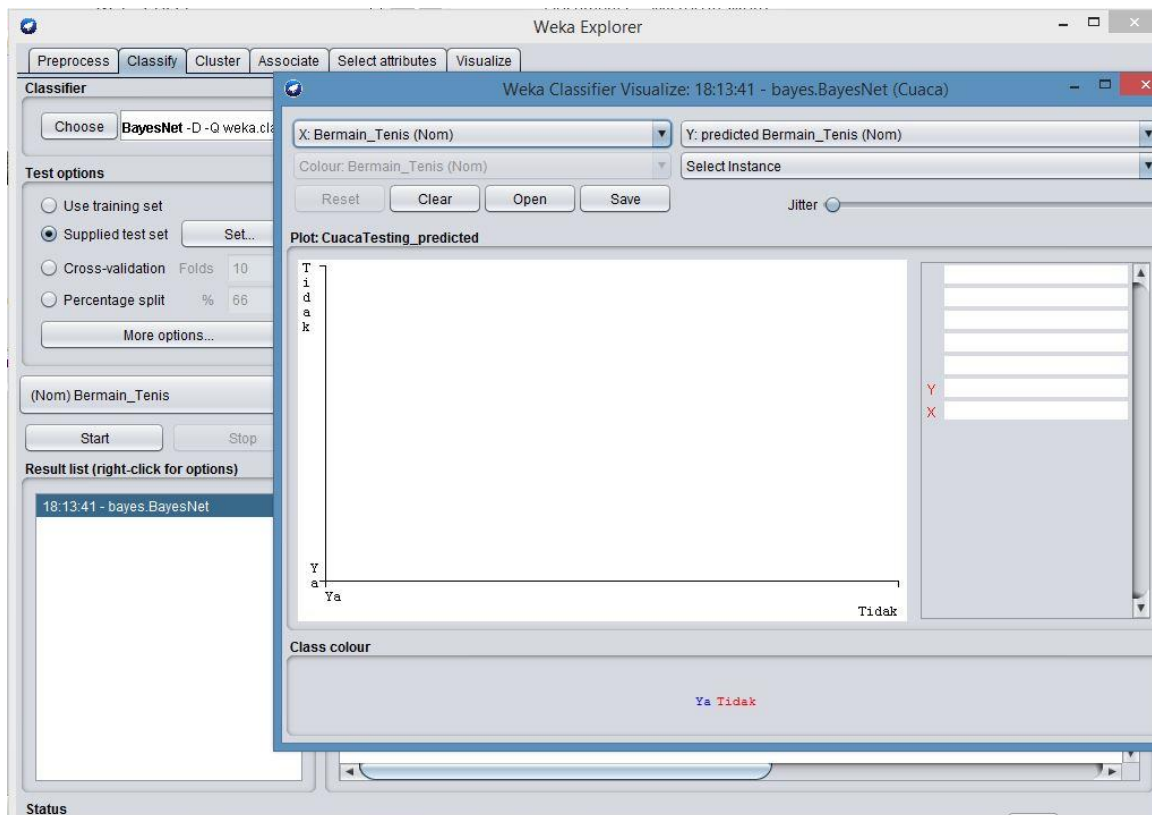 Weka Explorer
Preprocess Classify Cluster Associate Select attributes Visualize
Classifier
Choose BayesNet -D -Q weka.cla
Test options
Use training set
Supplied test set Set...
Cross-validation Folds 10
Percentage split % 66
More options...
(Nom) Bermain_Tenis
Start Stop
Result list (right-click for options)
18:13:41 - bayes.BayesNet
Status
Weka Classifier Visualize: 18:13:41 - bayes.BayesNet (Cuaca)
X: Bermain_Tenis (Nom) Y: predicted Bermain_Tenis (Nom)
Colour: Bermain_Tenis (Nom) Select Instance
Reset Clear Open Save Jitter
Plot: CuacaTesting_predicted
Tidak
Ya
Ya Tidak
Y
X
Class colour
Ya Tidak